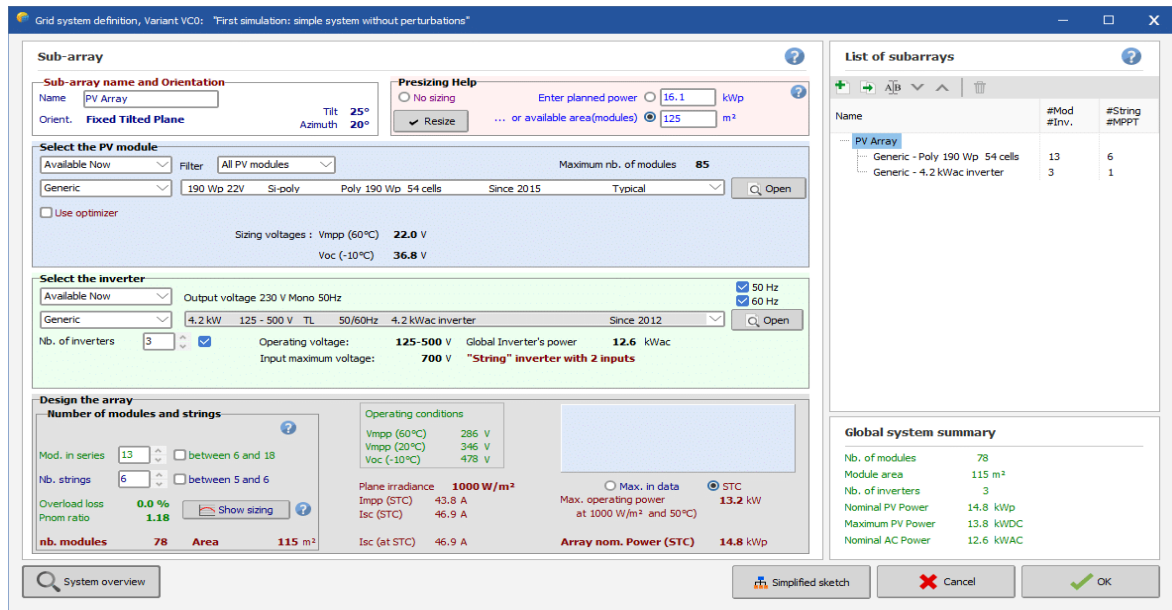 Grid system definition, Variant VC0: "First simulation: simple system without perturbations"
Sub-array
Sub-array name and Orientation
Name PV Array
Orient. Fixed Tilted Plane
Tilt 25°
Azimuth 20°
Presizing Help
No sizing
Enter planned power 16.1 kWp
Resize
... or available area(modules) 125 m²
Select the PV module
Available Now Filter All PV modules Maximum nb. of modules 85
Generic 190 Wp 22V Si-poly Poly 190 Wp 54 cells Since 2015 Typical Open
Use optimizer
Sizing voltages : Vmpp (60°C) 22.0 V
Voc (-10°C) 36.8 V
Select the inverter
Available Now Output voltage 230 V Mono 50Hz
50 Hz
60 Hz
Generic 4.2 kW 125 - 500 V TL 50/60Hz 4.2 kWac inverter Since 2012 Open
Nb. of inverters 3 Operating voltage: 125-500 V Global Inverter's power 12.6 kWac
Input maximum voltage: 700 V "String" inverter with 2 inputs
Design the array
Number of modules and strings
Mod. in series 13 between 6 and 18
Nb. strings 6 between 5 and 6
Overload loss 0.0 %
Pnom ratio 1.18
Show sizing
nb. modules 78 Area 115 m²
Operating conditions
Vmpp (60°C) 286 V
Vmpp (20°C) 346 V
Voc (-10°C) 478 V
Plane irradiance 1000 W/m²
Impp (STC) 43.8 A
Isc (STC) 46.9 A
Isc (at STC) 46.9 A
Max. in data STC
Max. operating power 13.2 kW
at 1000 W/m² and 50°C)
Array nom. Power (STC) 14.8 kWp
List of subarrays
A|B
Name #Mod #String
#Inv. #MPPT
PV Array
Generic - Poly 190 Wp 54 cells 13 6
Generic - 4.2 kWac inverter 3 1
Global system summary
Nb. of modules 78
Module area 115 m²
Nb. of inverters 3
Nominal PV Power 14.8 kWp
Maximum PV Power 13.8 kWDC
Nominal AC Power 12.6 kWAC
System overview
Simplified sketch
Cancel
OK